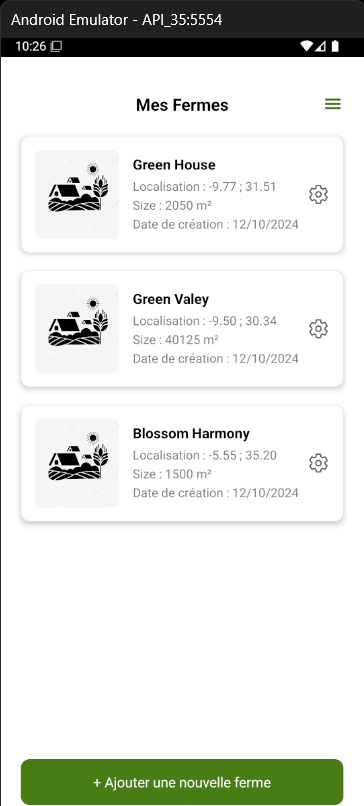 Android Emulator - API_35:5554
10:26
Mes Fermes
Green House
Localisation : -9.77 ; 31.51
Size : 2050 m²
Date de création : 12/10/2024
Green Valey
Localisation : -9.50 ; 30.34
Size : 40125 m²
Date de création : 12/10/2024
Blossom Harmony
Localisation : -5.55 ; 35.20
Size : 1500 m²
Date de création : 12/10/2024
+ Ajouter une nouvelle ferme